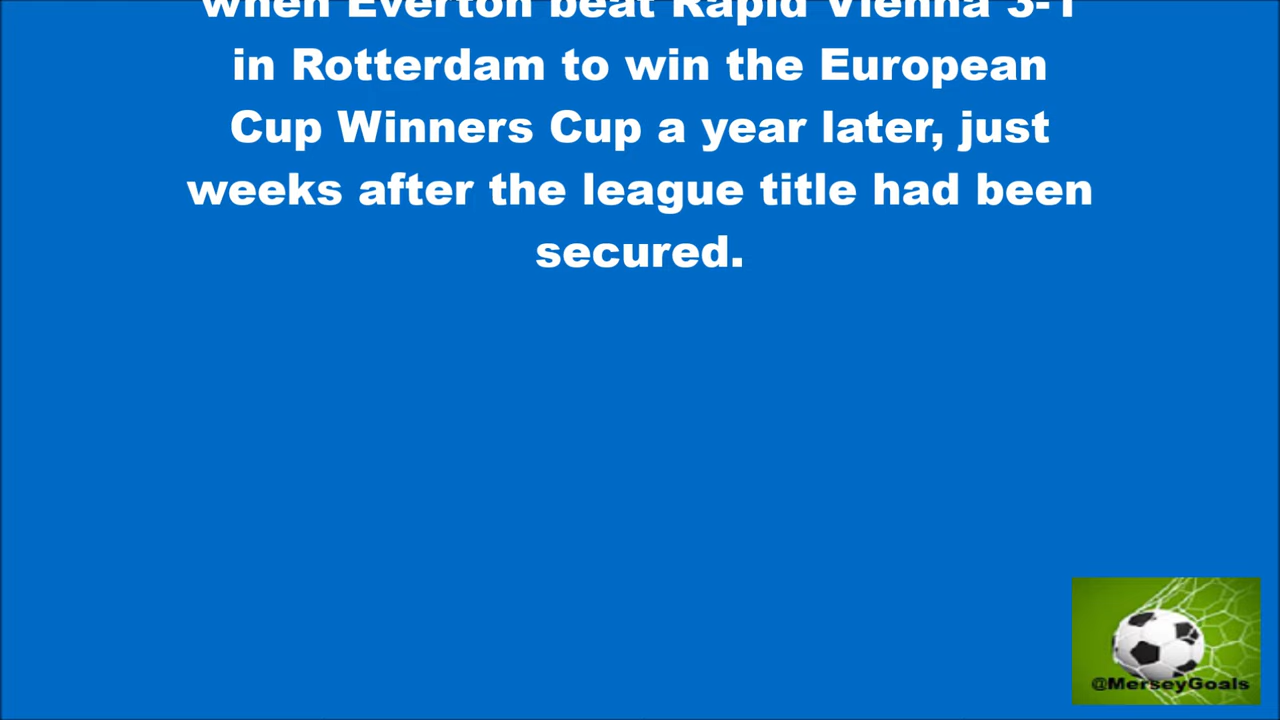 when Everton beat Rapid Vienna 3-1
in Rotterdam to win the European
Cup Winners Cup a year later, just
weeks after the league title had been
secured.
@MerseyGoals